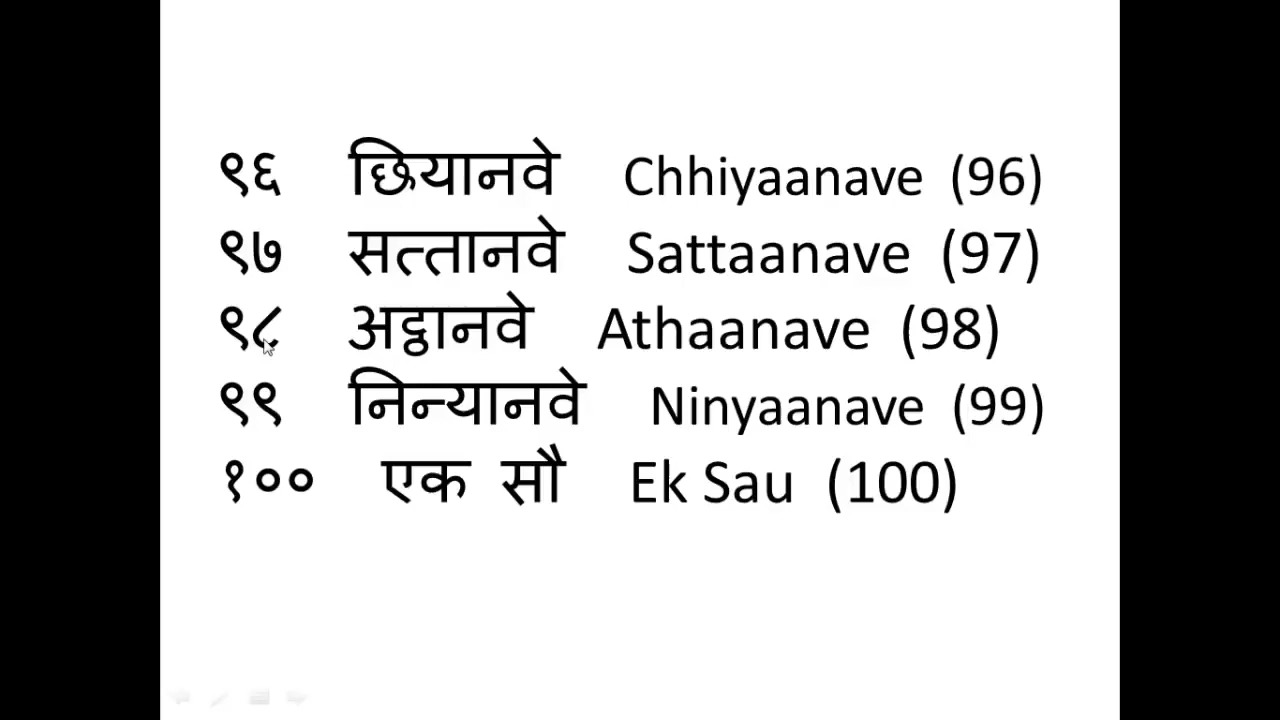 ९६ छियानवे Chhiyaanave (96)
९७ सत्तानवे Sattaanave (97)
९८ अट्ठानवे Athaanave (98)
९९ निन्यानवे Ninyaanave (99)
१०० एक सौ Ek Sau (100)